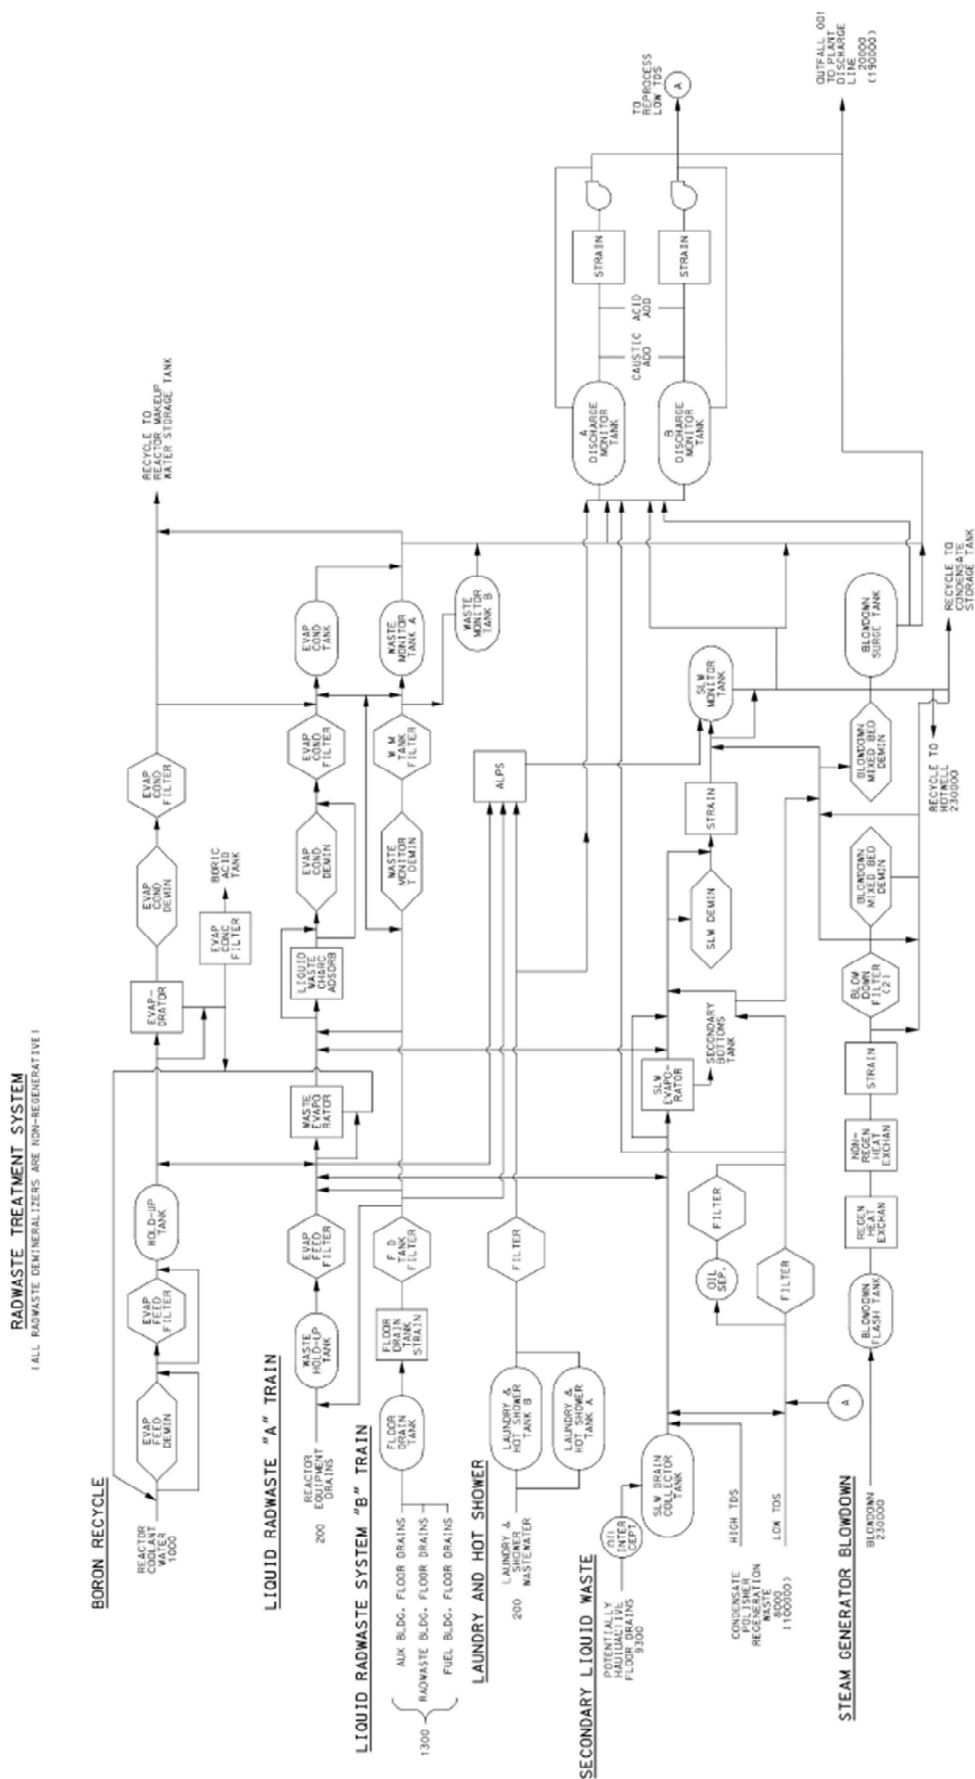 RADWASTE TREATMENT SYSTEM
(ALL RADWASTE DEMINERALIZERS ARE NON-REGENERATIVE)
BORON RECYCLE
REACTOR
COOLANT
WATER
1000
EVAP
FEED
DEMIN
EVAP
FEED
FILTER
HOLD-UP
TANK
EVAP-
ORATOR
EVAP
COND
DEMIN
EVAP
COND
FILTER
EVAP
CONC
FILTER
BORIC
ACID
TANK
RECYCLE TO
REACTOR MAKEUP
WATER STORAGE TANK
LIQUID RADWASTE "A" TRAIN
REACTOR
EQUIPMENT
DRAINS
200
WASTE
HOLD-UP
TANK
EVAP
FEED
FILTER
WASTE
EVAPO
RATOR
LIQUID
WASTE
CHARC
ADSORB
EVAP
COND
DEMIN
EVAP
COND
FILTER
EVAP
COND
TANK
LIQUID RADWASTE SYSTEM "B" TRAIN
AUX BLDG. FLOOR DRAINS
RADWASTE BLDG. FLOOR DRAINS
FUEL BLDG. FLOOR DRAINS
1300
FLOOR
DRAIN
TANK
FLOOR
DRAIN
TANK
STRAIN
F D
TANK
FILTER
WASTE
MONITOR
T DEMIN
W M
TANK
FILTER
WASTE
MONITOR
TANK A
WASTE
MONITOR
TANK B
LAUNDRY AND HOT SHOWER
LAUNDRY &
SHOWER
WASTEWATER
200
LAUNDRY &
HOT SHOWER
TANK B
LAUNDRY &
HOT SHOWER
TANK A
FILTER
ALPS
SECONDARY LIQUID WASTE
FLOOR DRAINS
9300
OIL
INTER
CEPT
SLW DRAIN
COLLECTOR
TANK
SLW
EVAPO-
RATOR
SECONDARY
BOTTOMS
TANK
SLW DEMIN
STRAIN
SLW
MONITOR
TANK
HIGH TDS
LOW TDS
CONDENSATE
POLISHER
REGENERATION
WASTE
8000
(100000)
OIL
SEP.
FILTER
FILTER
A
A
DISCHARGE
MONITOR
TANK
B
DISCHARGE
MONITOR
TANK
CAUSTIC
ADD
ACID
ADD
STRAIN
STRAIN
TO
REPROCESS
LOW TDS
A
OUTFALL 001
TO PLANT
DISCHARGE
LINE
20000
(190000)
STEAM GENERATOR BLOWDOWN
BLOWDOWN
230000
BLOWDOWN
FLASH TANK
REGEN
HEAT
EXCHAN
NON-
REGEN
HEAT
EXCHAN
STRAIN
BLOW
DOWN
FILTER
(2)
BLOWDOWN
MIXED BED
DEMIN
BLOWDOWN
MIXED BED
DEMIN
BLOWDOWN
SURGE TANK
RECYCLE TO
HOTWELL
230000
RECYCLE TO
CONDENSATE
STORAGE TANK